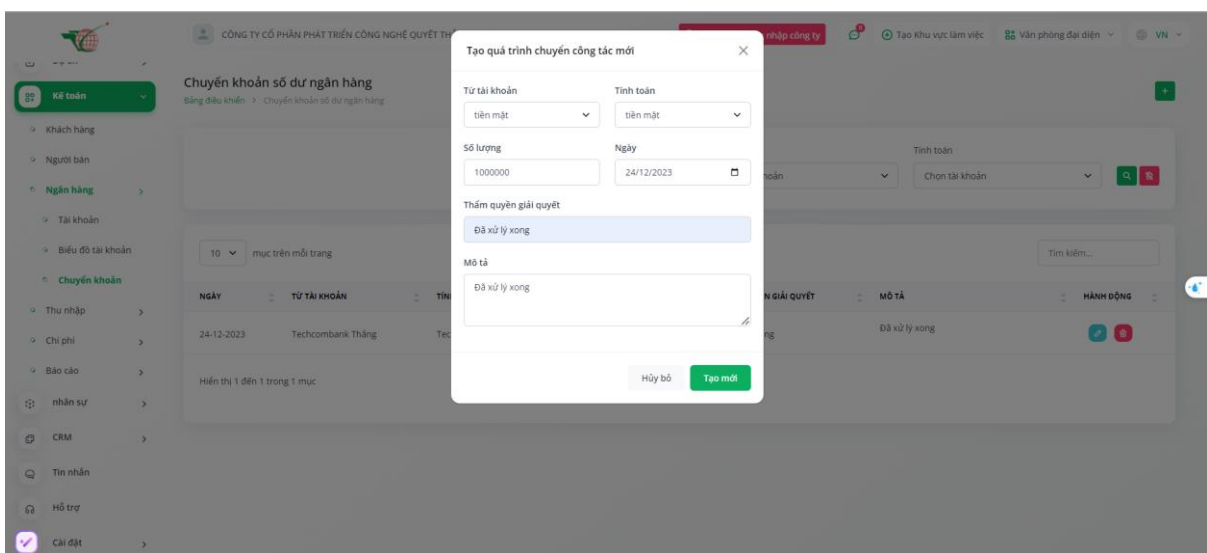 CÔNG TY CỔ PHẦN PHÁT TRIỂN CÔNG NGHỆ QUYẾT
nhập công ty
Tạo Khu vực làm việc
Văn phòng đại diện
VN
Kế toán
Khách hàng
Người bán
Ngân hàng
Tài khoản
Biểu đồ tài khoản
Chuyển khoản
Thu nhập
Chi phí
Báo cáo
nhân sự
CRM
Tin nhắn
Hỗ trợ
Cài đặt
Chuyển khoản số dư ngân hàng
Bảng điều khiển > Chuyển khoản số dư ngân hàng
Tính toán
Chọn tài khoản
10 mục trên mỗi trang
Tìm kiếm...
NGÀY TỪ TÀI KHOẢN GIẢI QUYẾT MÔ TẢ HÀNH ĐỘNG
24-12-2023 Techcombank Thắng Đã xử lý xong
Hiển thị 1 đến 1 trong 1 mục
Tạo quá trình chuyển công tác mới
Từ tài khoản Tính toán
tiền mặt tiền mặt
Số lượng Ngày
1000000 24/12/2023
Thẩm quyền giải quyết
Đã xử lý xong
Mô tả
Đã xử lý xong
Hủy bỏ Tạo mới